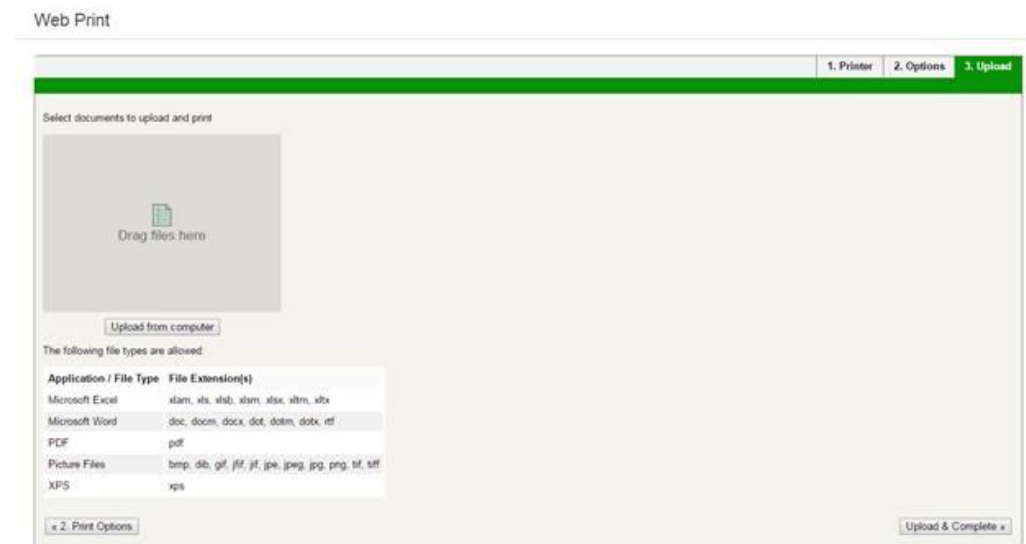 Web Print
1. Printer 2. Options 3. Upload
Select documents to upload and print
Drag files here
Upload from computer
The following file types are allowed:
Application / File Type File Extension(s)
Microsoft Excel xlam, xls, xlsb, xlsm, xlsx, xltm, xltx
Microsoft Word doc, docm, docx, dot, dotm, dotx, rtf
PDF pdf
Picture Files bmp, dib, gif, jfif, jif, jpe, jpeg, jpg, png, tif, tiff
XPS xps
« 2. Print Options Upload & Complete »